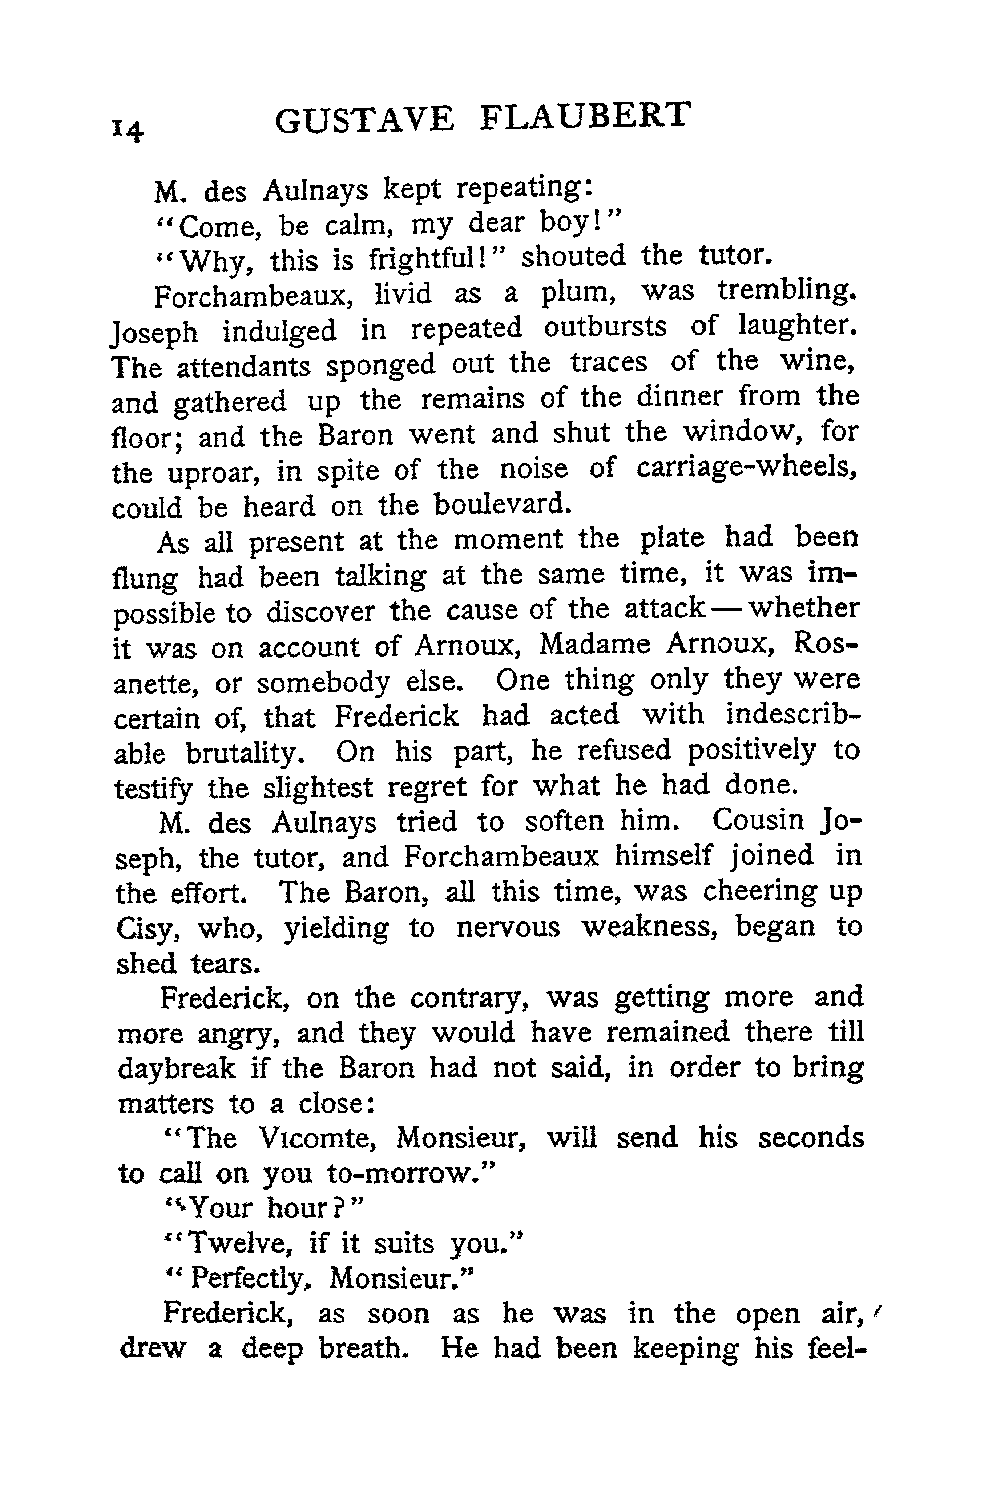 14 GUSTAVE FLAUBERT
M. des Aulnays kept repeating:
"Come, be calm, my dear boy!"
"Why, this is frightful!" shouted the tutor.
Forchambeaux, livid as a plum, was trembling.
Joseph indulged in repeated outbursts of laughter.
The attendants sponged out the traces of the wine,
and gathered up the remains of the dinner from the
floor; and the Baron went and shut the window, for
the uproar, in spite of the noise of carriage-wheels,
could be heard on the boulevard.
As all present at the moment the plate had been
flung had been talking at the same time, it was im-
possible to discover the cause of the attack—whether
it was on account of Arnoux, Madame Arnoux, Ros-
anette, or somebody else. One thing only they were
certain of, that Frederick had acted with indescrib-
able brutality. On his part, he refused positively to
testify the slightest regret for what he had done.
M. des Aulnays tried to soften him. Cousin Jo-
seph, the tutor, and Forchambeaux himself joined in
the effort. The Baron, all this time, was cheering up
Cisy, who, yielding to nervous weakness, began to
shed tears.
Frederick, on the contrary, was getting more and
more angry, and they would have remained there till
daybreak if the Baron had not said, in order to bring
matters to a close:
"The Vicomte, Monsieur, will send his seconds
to call on you to-morrow."
"Your hour?"
"Twelve, if it suits you."
"Perfectly, Monsieur."
Frederick, as soon as he was in the open air,
drew a deep breath. He had been keeping his feel-